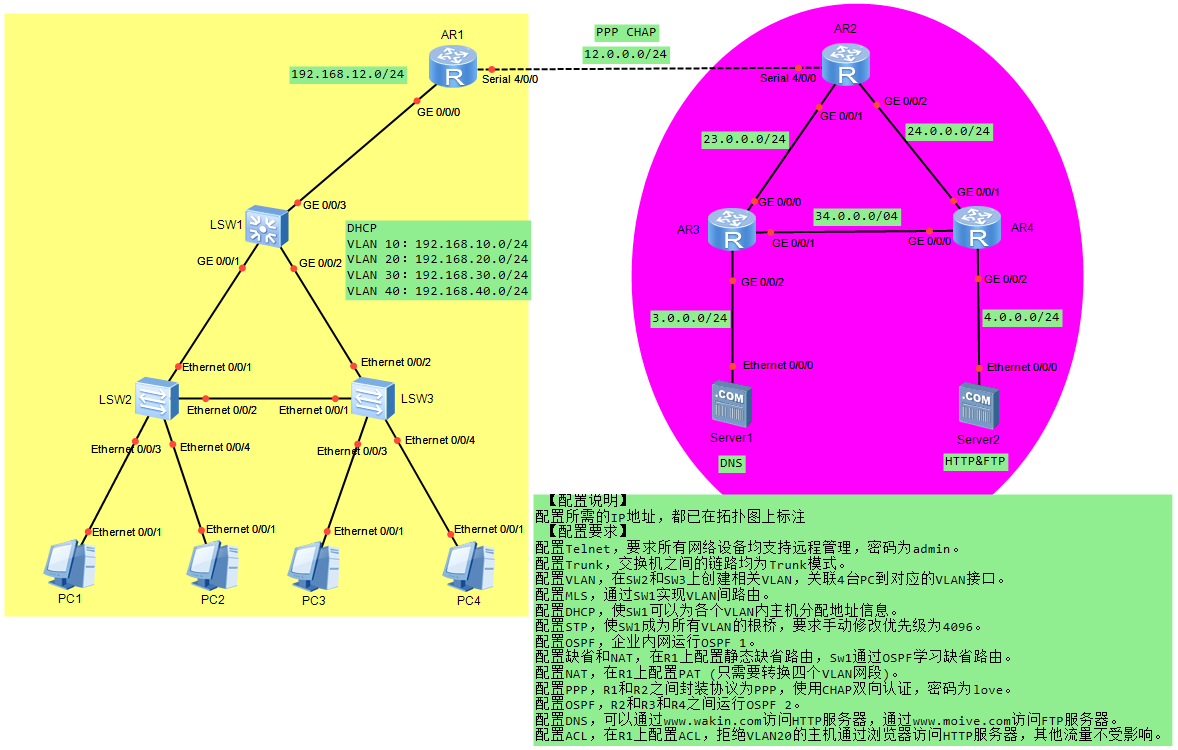 AR1
PPP CHAP
12.0.0.0/24
AR2
192.168.12.0/24
Serial 4/0/0
Serial 4/0/0
GE 0/0/0
GE 0/0/1
GE 0/0/2
23.0.0.0/24
24.0.0.0/24
GE 0/0/3
GE 0/0/0
GE 0/0/1
LSW1
34.0.0.0/04
AR3
AR4
GE 0/0/1
GE 0/0/0
DHCP
VLAN 10: 192.168.10.0/24
VLAN 20: 192.168.20.0/24
VLAN 30: 192.168.30.0/24
VLAN 40: 192.168.40.0/24
GE 0/0/1
GE 0/0/2
GE 0/0/2
GE 0/0/2
3.0.0.0/24
4.0.0.0/24
Ethernet 0/0/1
Ethernet 0/0/2
Ethernet 0/0/0
Ethernet 0/0/0
LSW2
LSW3
Ethernet 0/0/2
Ethernet 0/0/1
Ethernet 0/0/3
Ethernet 0/0/4
Ethernet 0/0/3
Ethernet 0/0/4
Server1
Server2
DNS
HTTP&FTP
Ethernet 0/0/1
Ethernet 0/0/1
Ethernet 0/0/1
Ethernet 0/0/1
PC1
PC2
PC3
PC4
【配置说明】
配置所需的IP地址，都已在拓扑图上标注
【配置要求】
配置Telnet，要求所有网络设备均支持远程管理，密码为admin。
配置Trunk，交换机之间的链路均为Trunk模式。
配置VLAN，在SW2和SW3上创建相关VLAN，关联4台PC到对应的VLAN接口。
配置MLS，通过SW1实现VLAN间路由。
配置DHCP，使SW1可以为各个VLAN内主机分配地址信息。
配置STP，使SW1成为所有VLAN的根桥，要求手动修改优先级为4096。
配置OSPF，企业内网运行OSPF 1。
配置缺省和NAT，在R1上配置静态缺省路由，Sw1通过OSPF学习缺省路由。
配置NAT，在R1上配置PAT (只需要转换四个VLAN网段)。
配置PPP，R1和R2之间封装协议为PPP，使用CHAP双向认证，密码为love。
配置OSPF，R2和R3和R4之间运行OSPF 2。
配置DNS，可以通过www.wakin.com访问HTTP服务器，通过www.moive.com访问FTP服务器。
配置ACL，在R1上配置ACL，拒绝VLAN20的主机通过浏览器访问HTTP服务器，其他流量不受影响。